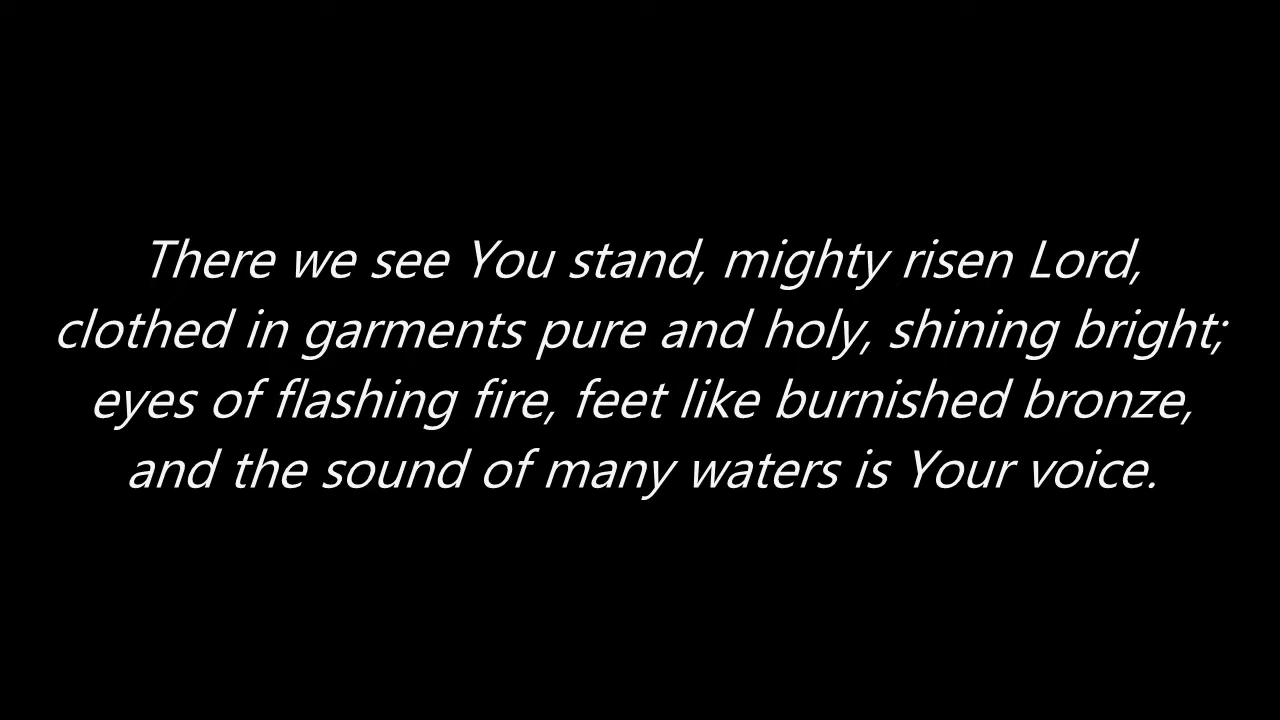 There we see You stand, mighty risen Lord,
clothed in garments pure and holy, shining bright;
eyes of flashing fire, feet like burnished bronze,
and the sound of many waters is Your voice.